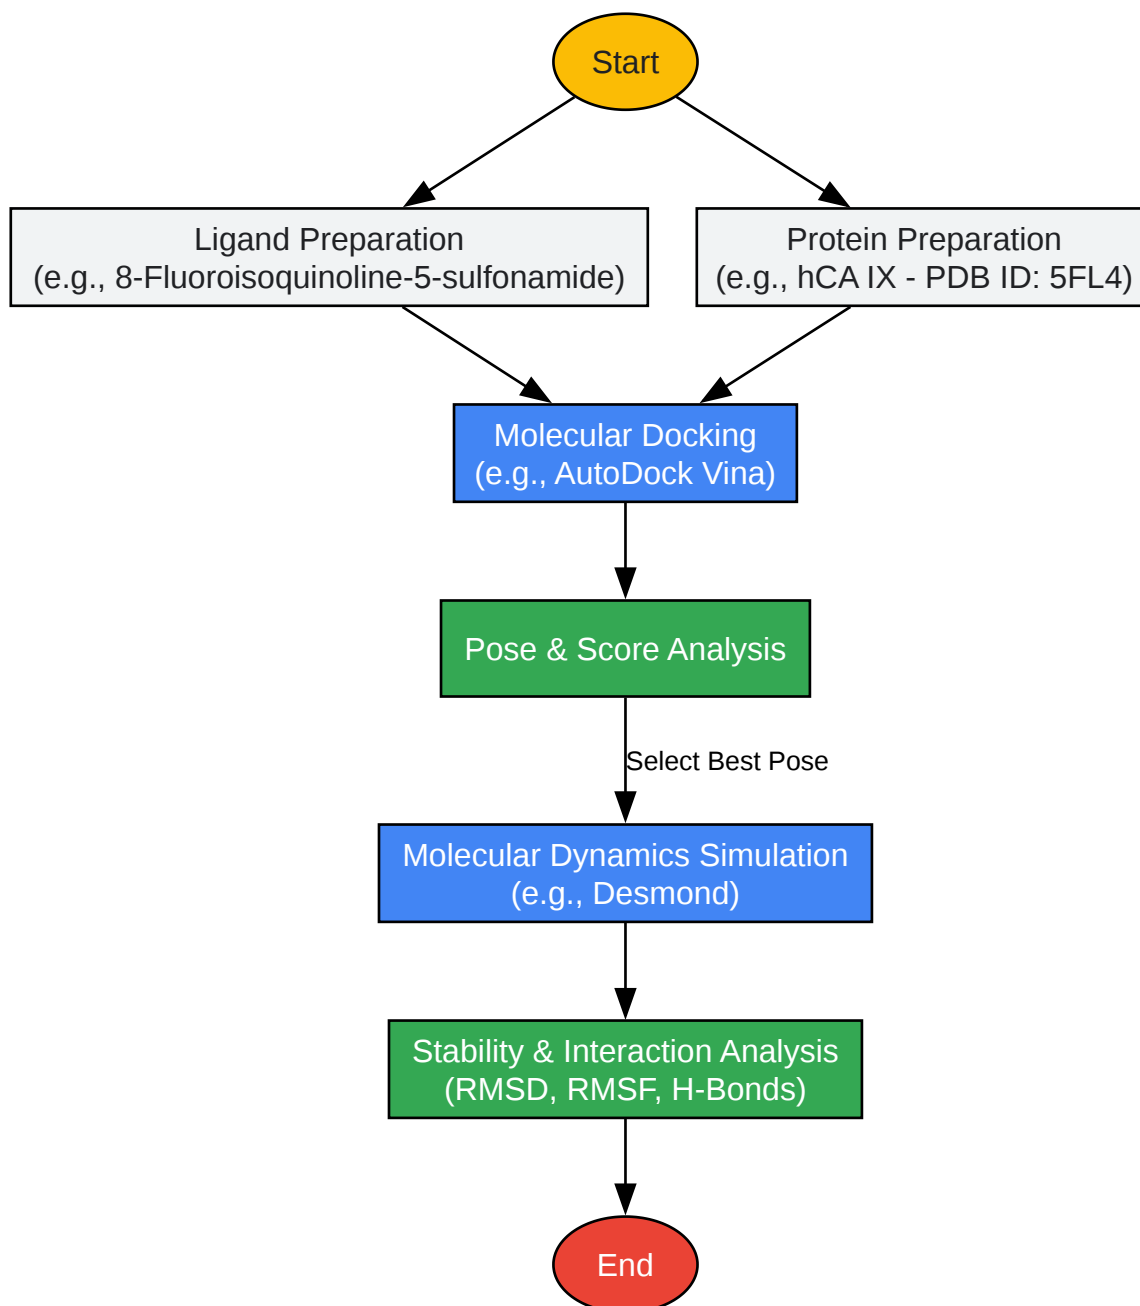 Start
Ligand Preparation
(e.g., 8-Fluoroisoquinoline-5-sulfonamide)
Protein Preparation
(e.g., hCA IX - PDB ID: 5FL4)
Molecular Docking
(e.g., AutoDock Vina)
Pose & Score Analysis
Select Best Pose
Molecular Dynamics Simulation
(e.g., Desmond)
Stability & Interaction Analysis
(RMSD, RMSF, H-Bonds)
End